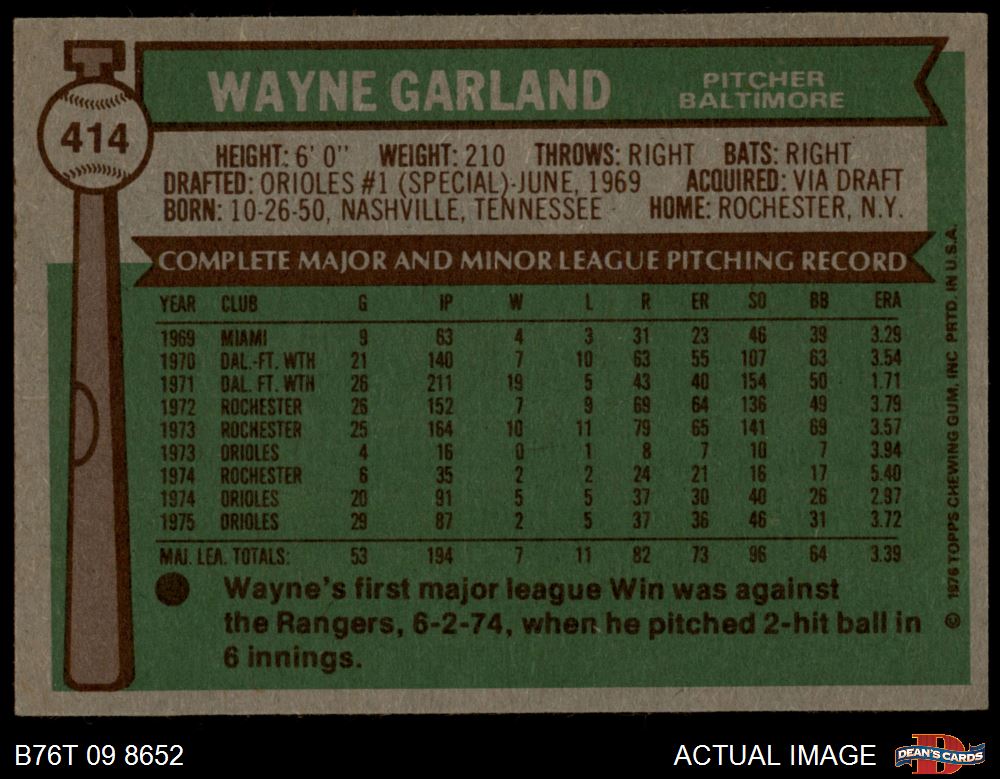 WAYNE GARLAND
PITCHER
BALTIMORE
414
HEIGHT: 6' 0" WEIGHT: 210 THROWS: RIGHT BATS: RIGHT
DRAFTED: ORIOLES #1 (SPECIAL)-JUNE, 1969 ACQUIRED: VIA DRAFT
BORN: 10-26-50, NASHVILLE, TENNESSEE HOME: ROCHESTER, N.Y.
COMPLETE MAJOR AND MINOR LEAGUE PITCHING RECORD
YEAR CLUB G IP W L R ER SO BB ERA
1969 MIAMI 9 63 4 3 31 23 46 39 3.29
1970 DAL.-FT. WTH 21 140 7 10 63 55 107 63 3.54
1971 DAL. FT. WTH 26 211 19 5 43 40 154 50 1.71
1972 ROCHESTER 26 152 7 9 69 64 136 49 3.79
1973 ROCHESTER 25 164 10 11 79 65 141 69 3.57
1973 ORIOLES 4 16 0 1 8 7 10 7 3.94
1974 ROCHESTER 6 35 2 2 24 21 16 17 5.40
1974 ORIOLES 20 91 5 5 37 30 40 26 2.97
1975 ORIOLES 29 87 2 5 37 36 46 31 3.72
MAJ. LEA. TOTALS: 53 194 7 11 82 73 96 64 3.39
Wayne's first major league Win was against
the Rangers, 6-2-74, when he pitched 2-hit ball in
6 innings.
© 1976 TOPPS CHEWING GUM, INC PRTD. IN U.S.A.
B76T 09 8652
ACTUAL IMAGE
DEAN'S CARDS